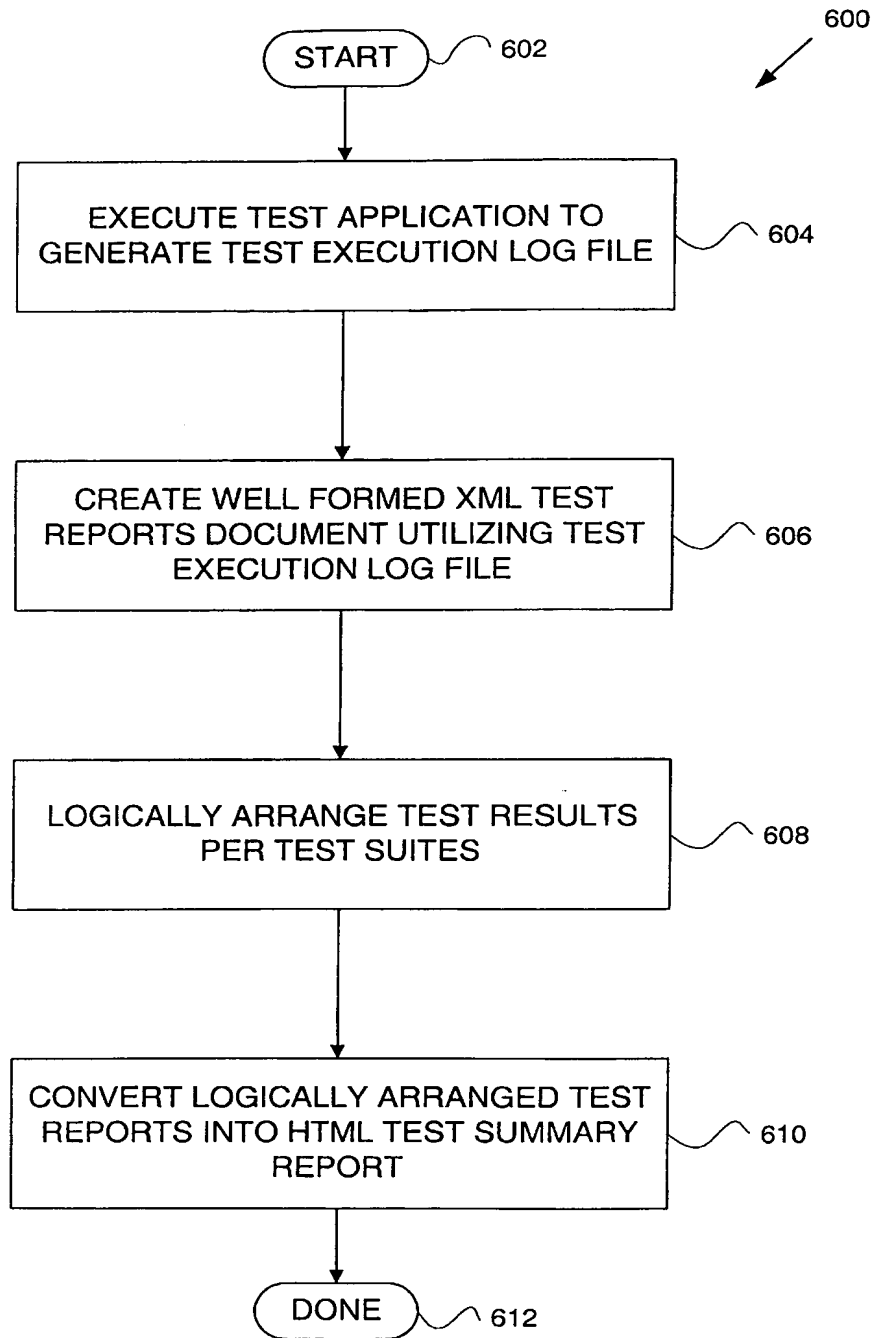 600
START
602
EXECUTE TEST APPLICATION TO
GENERATE TEST EXECUTION LOG FILE
604
CREATE WELL FORMED XML TEST
REPORTS DOCUMENT UTILIZING TEST
EXECUTION LOG FILE
606
LOGICALLY ARRANGE TEST RESULTS
PER TEST SUITES
608
CONVERT LOGICALLY ARRANGED TEST
REPORTS INTO HTML TEST SUMMARY
REPORT
610
DONE
612